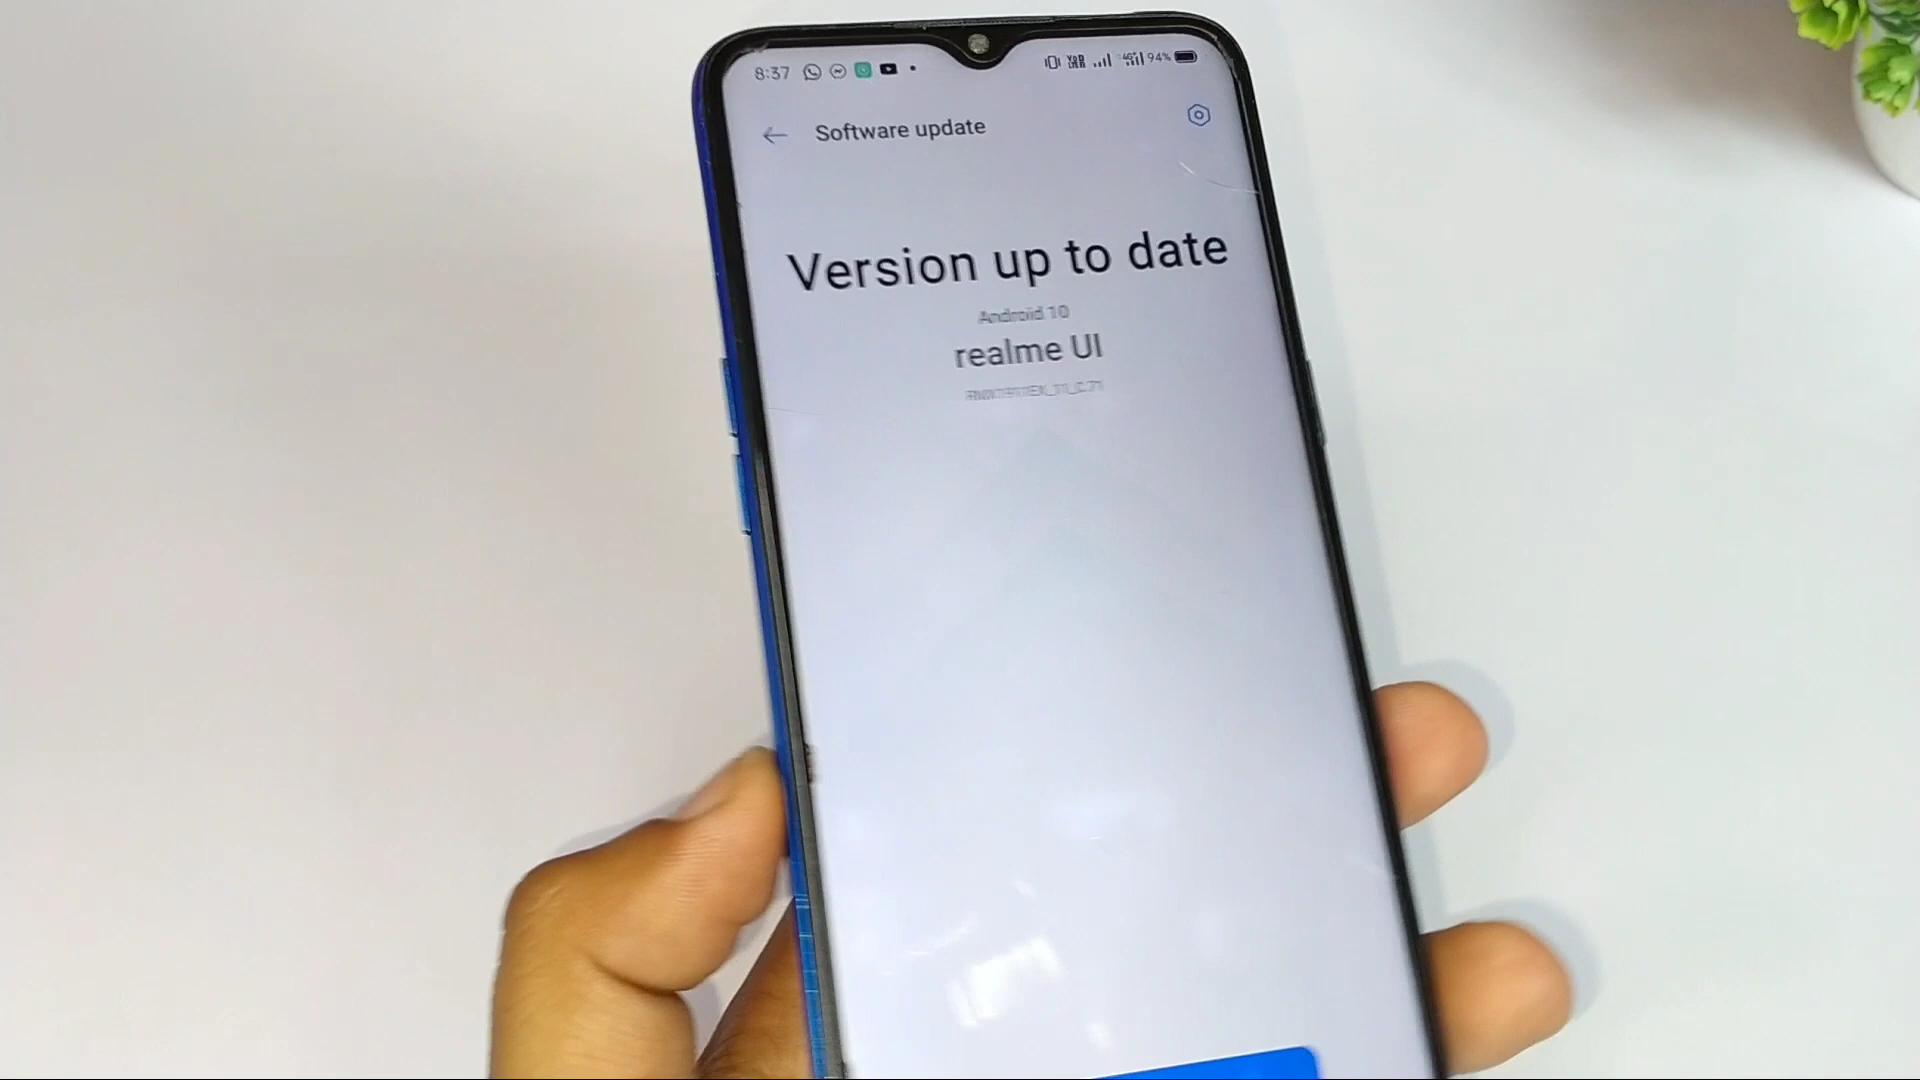 8:37 94%
Software update
Version up to date
Android 10
realme UI